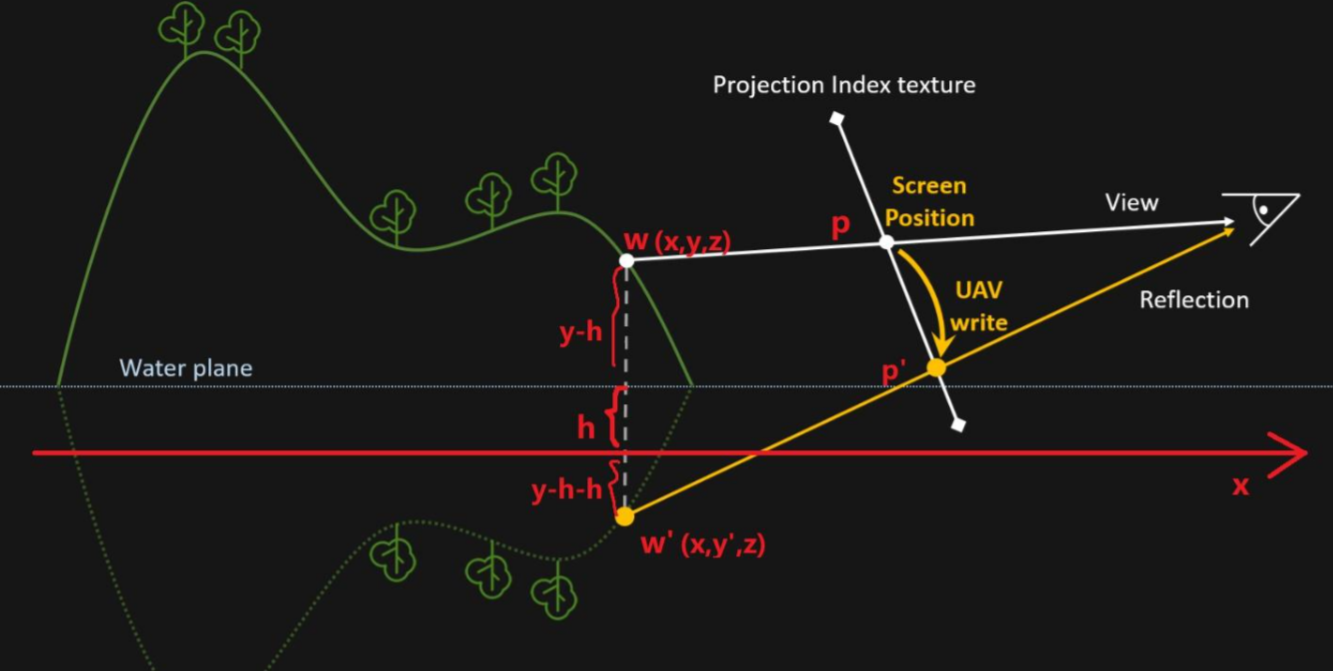 Projection Index texture
Screen
Position
View
p
w (x,y,z)
UAV
write
Reflection
y-h
Water plane
p'
h
x
y-h-h
w' (x,y',z)